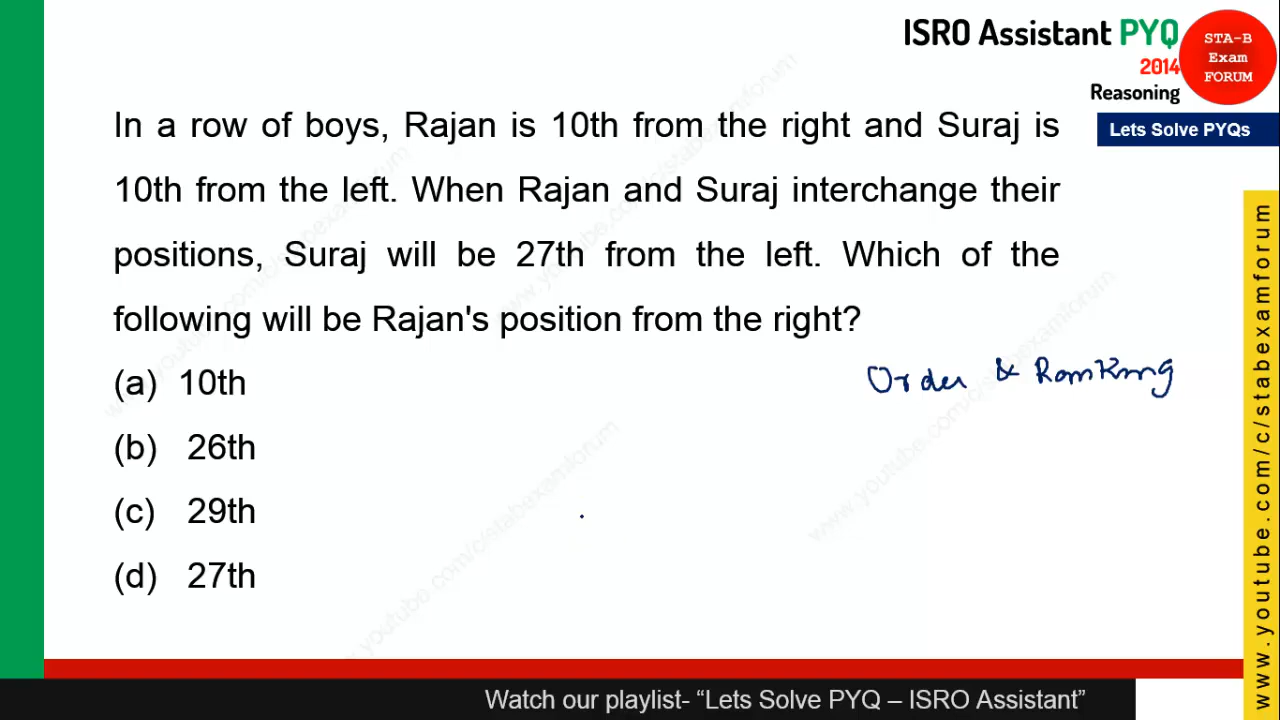 ISRO Assistant PYQ
2014
Reasoning
STA-B
Exam
FORUM
Lets Solve PYQs
In a row of boys, Rajan is 10th from the right and Suraj is
10th from the left. When Rajan and Suraj interchange their
positions, Suraj will be 27th from the left. Which of the
following will be Rajan's position from the right?
(a) 10th
(b) 26th
(c) 29th
(d) 27th
Order & Ranking
www.youtube.com/c/stabexamforum
Watch our playlist- “Lets Solve PYQ – ISRO Assistant”